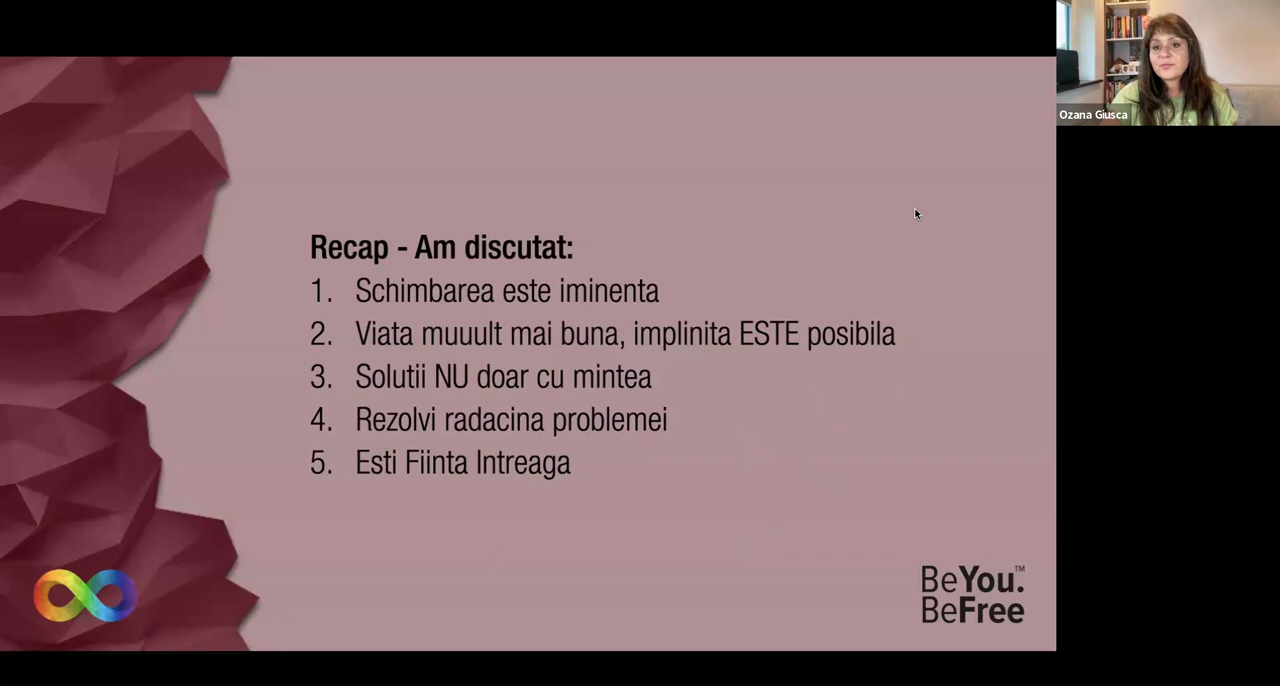 Ozana Giusca
Recap - Am discutat:
1. Schimbarea este iminenta
2. Viata muuult mai buna, implinita ESTE posibila
3. Solutii NU doar cu mintea
4. Rezolvi radacina problemei
5. Esti Fiinta Intreaga
BeYou.™
BeFree